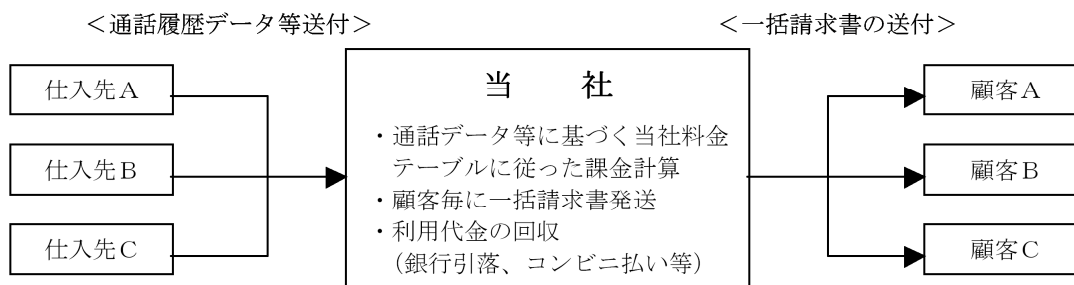 ＜通話履歴データ等送付＞
＜一括請求書の送付＞
仕入先Ａ
仕入先Ｂ
仕入先｣
当　　社
・通話データ等に基づく当社料金
テーブルに従った課金計算
・顧客毎に一括請求書発送
・利用代金の回収
（銀行引落、コンビニ払い等）
顧客Ａ
顧客Ｂ
顧客Ｃ